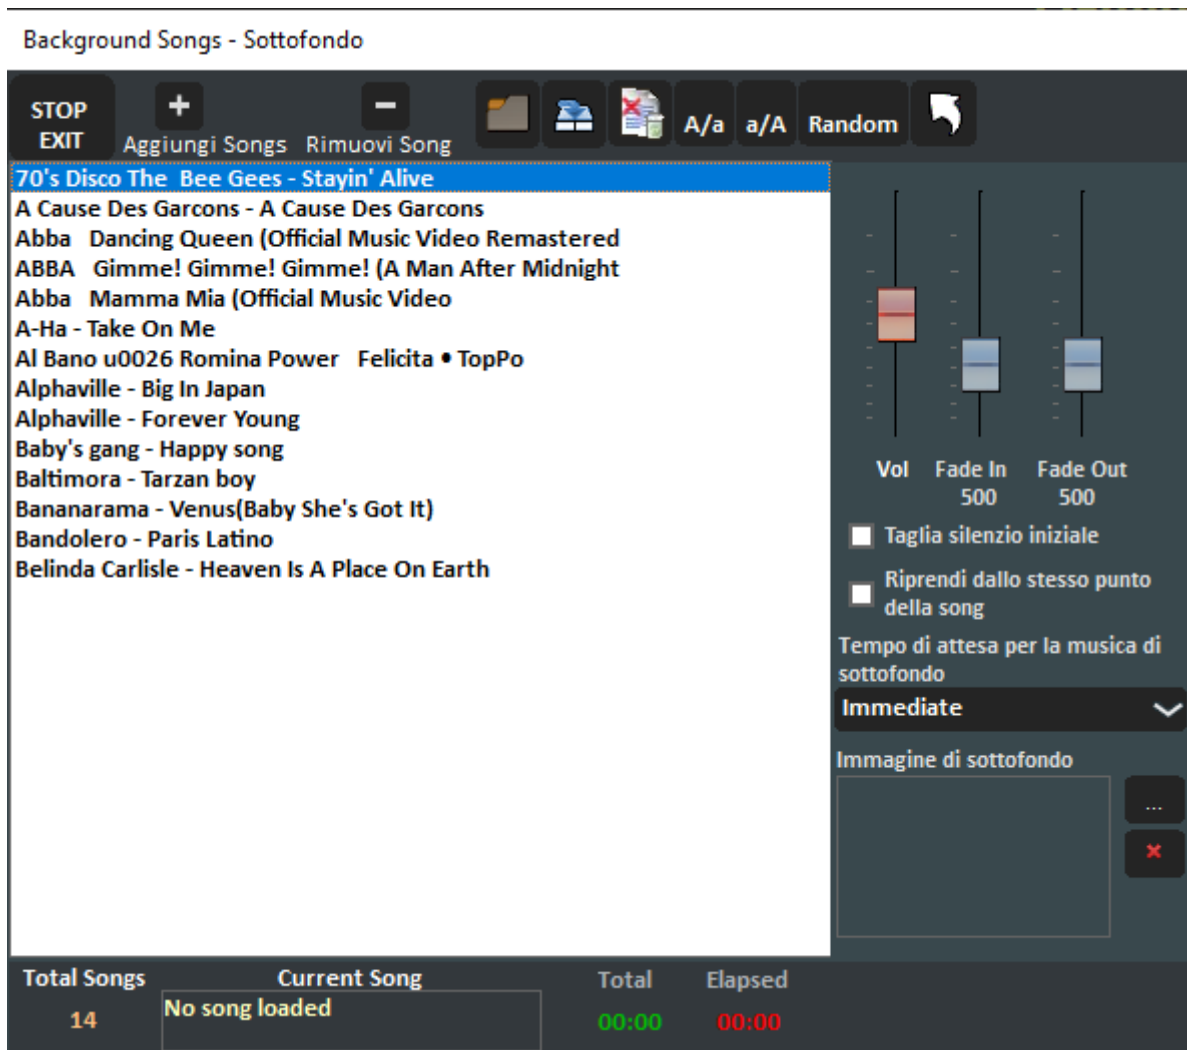 Background Songs - Sottofondo
STOP
EXIT
Aggiungi Songs
Rimuovi Song
A/a
a/A
Random
70's Disco The  Bee Gees - Stayin' Alive
A Cause Des Garcons - A Cause Des Garcons
Abba   Dancing Queen (Official Music Video Remastered
ABBA   Gimme! Gimme! Gimme! (A Man After Midnight
Abba   Mamma Mia (Official Music Video
A-Ha - Take On Me
Al Bano u0026 Romina Power   Felicita • TopPo
Alphaville - Big In Japan
Alphaville - Forever Young
Baby's gang - Happy song
Baltimora - Tarzan boy
Bananarama - Venus(Baby She's Got It)
Bandolero - Paris Latino
Belinda Carlisle - Heaven Is A Place On Earth
Vol
Fade In
Fade Out
500
500
Taglia silenzio iniziale
Riprendi dallo stesso punto
della song
Tempo di attesa per la musica di
sottofondo
Immediate
Immagine di sottofondo
...
Total Songs
Current Song
Total
Elapsed
14
No song loaded
00:00
00:00